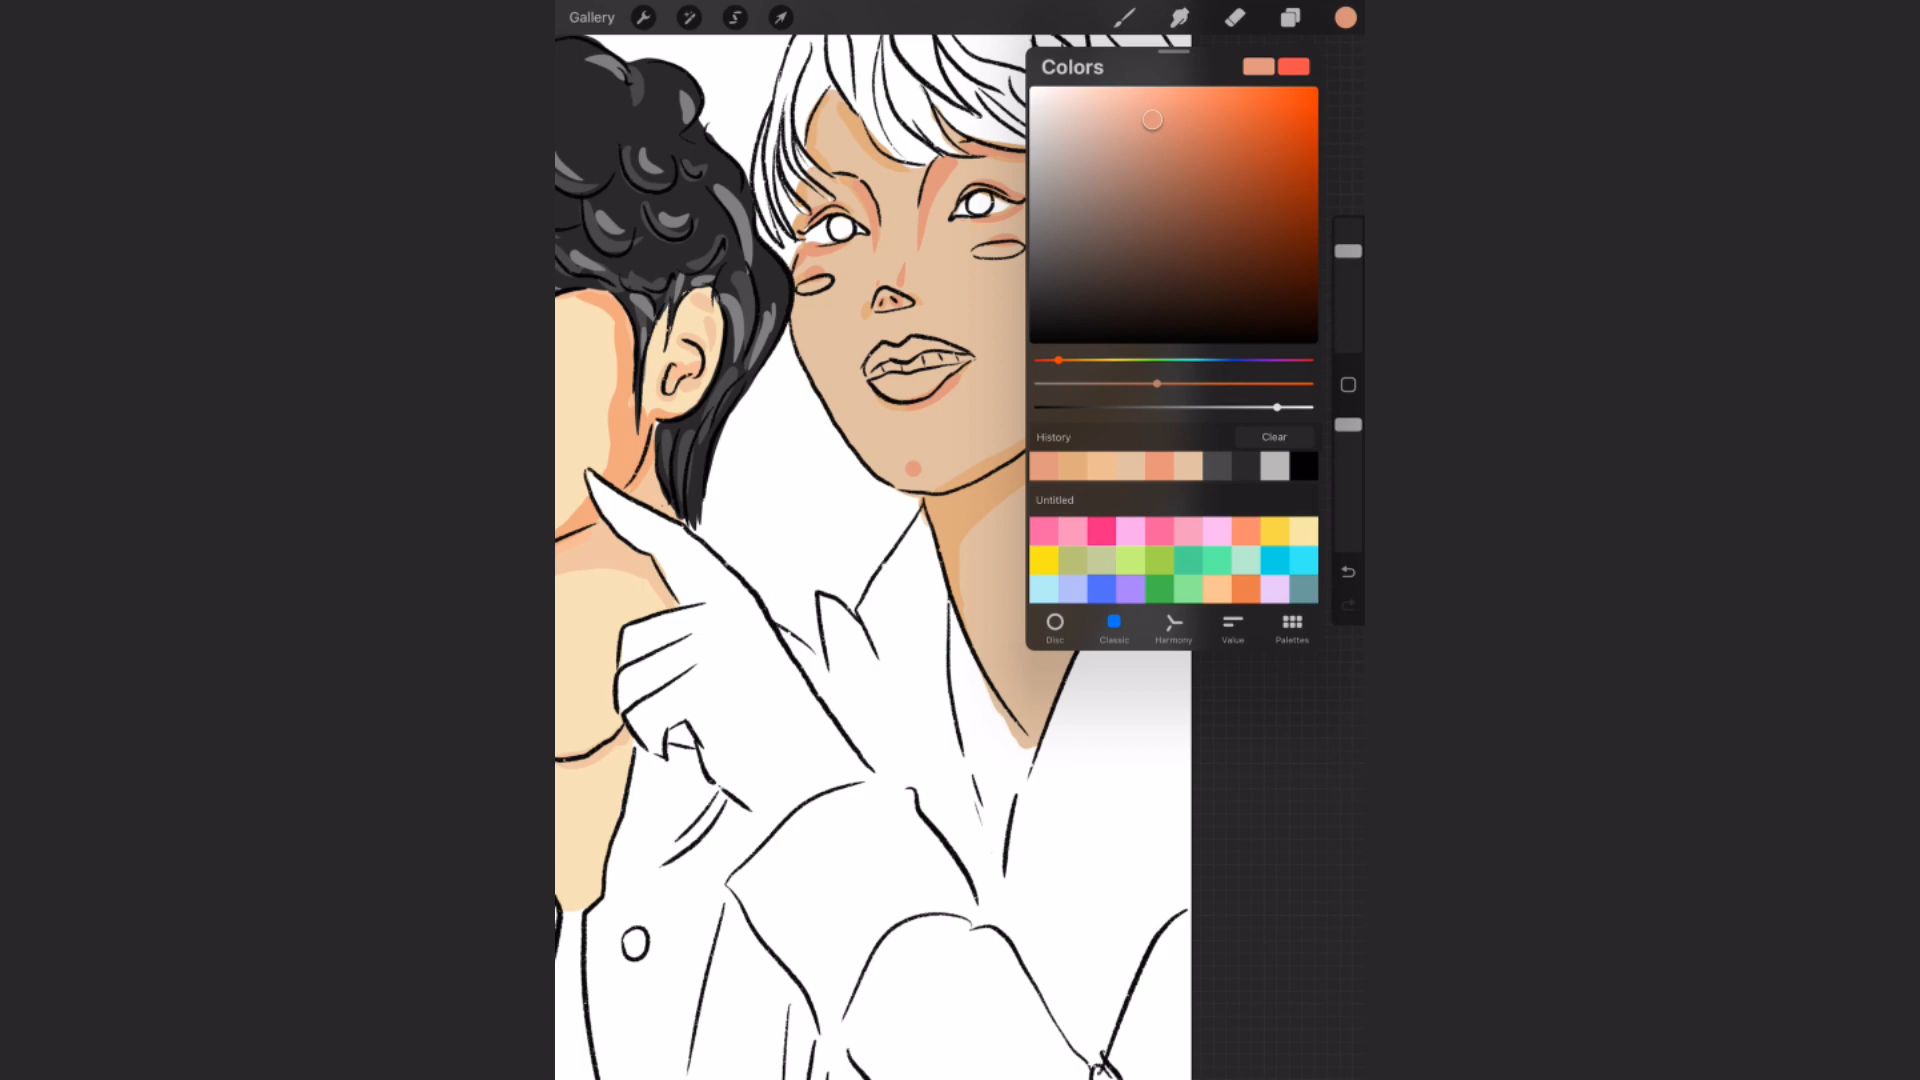 Gallery
Colors
History
Clear
Untitled
Disc
Classic
Harmony
Value
Palettes